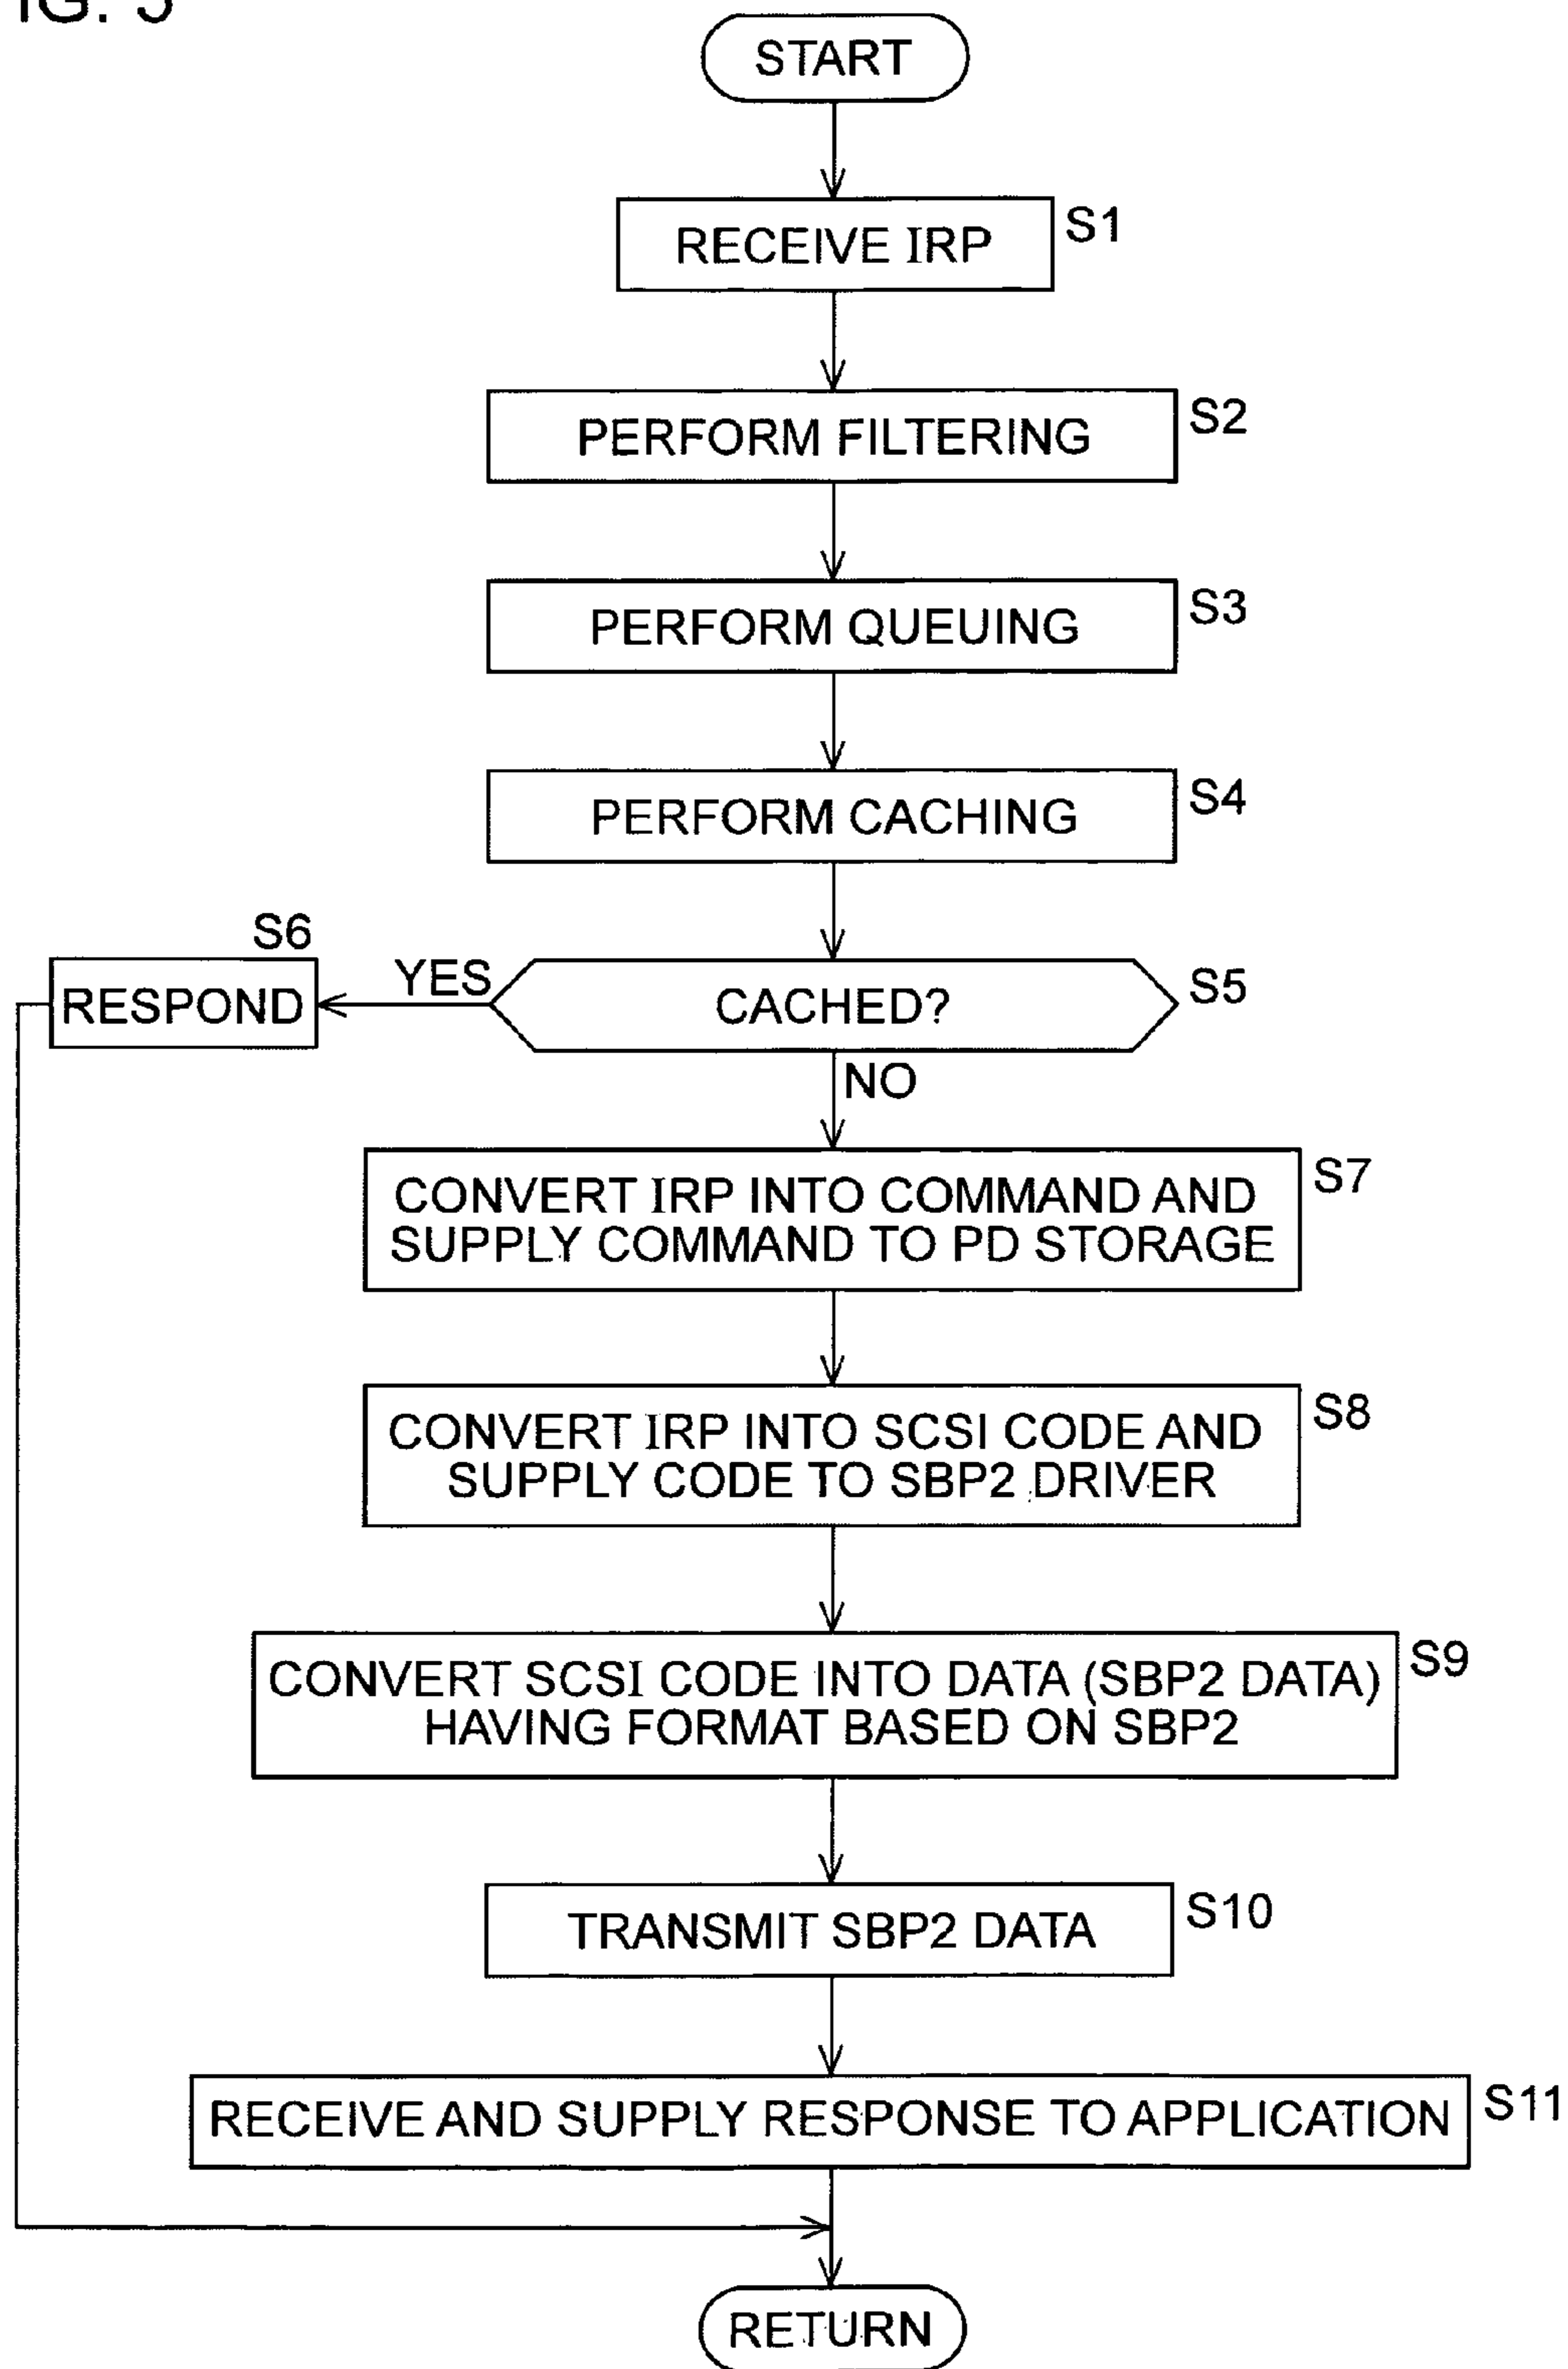 START
RECEIVE IRP
S1
PERFORM FILTERING
S2
PERFORM QUEUING
S3
PERFORM CACHING
S4
S6
RESPOND
YES
CACHED?
S5
NO
CONVERT IRP INTO COMMAND AND
SUPPLY COMMAND TO PD STORAGE
S7
CONVERT IRP INTO SCSI CODE AND
SUPPLY CODE TO SBP2 DRIVER
S8
CONVERT SCSI CODE INTO DATA (SBP2 DATA)
HAVING FORMAT BASED ON SBP2
S9
TRANSMIT SBP2 DATA
S10
RECEIVE AND SUPPLY RESPONSE TO APPLICATION
S11
RETURN